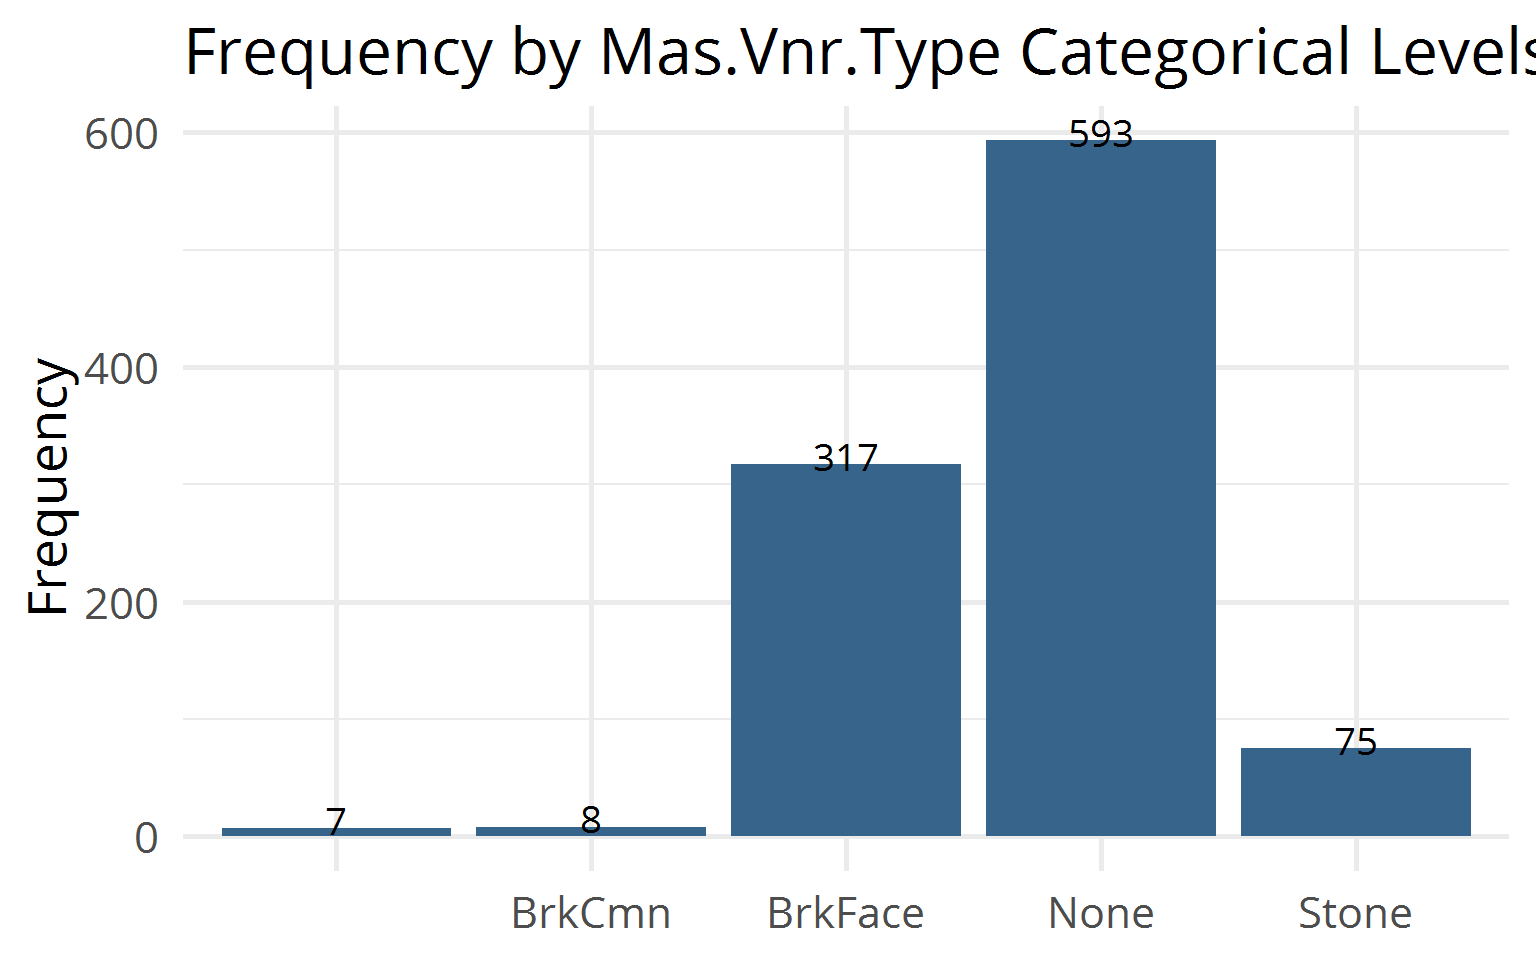 Frequency by Mas.Vnr.Type Categorical Levels
600
593
400
Frequency
317
200
75
7
8
0
BrkCmn
BrkFace
None
Stone